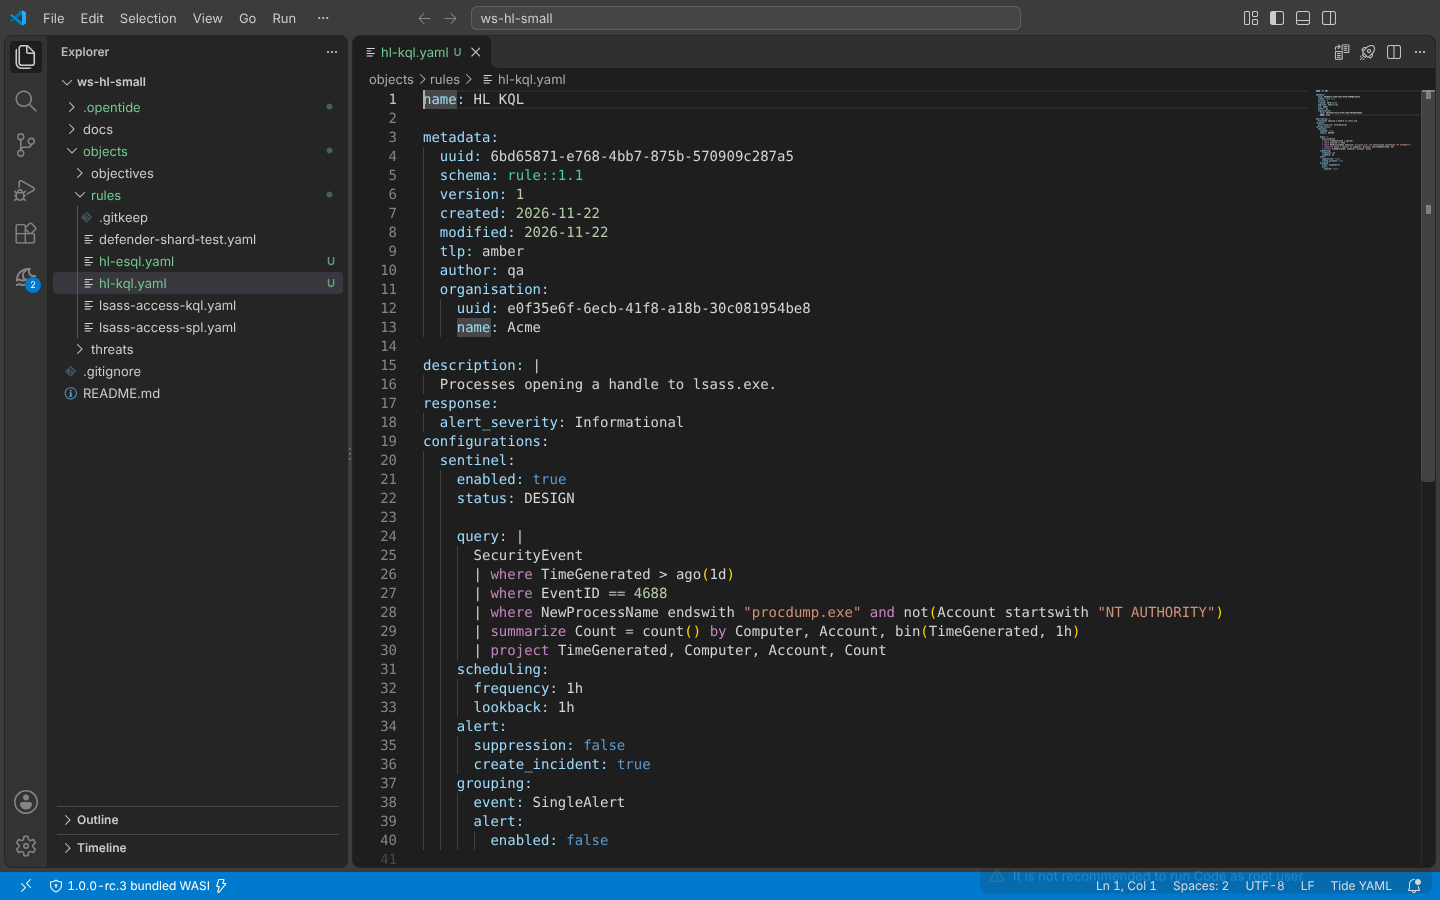 File Edit Selection View Go Run ···
ws-hl-small
Explorer
ws-hl-small
.opentide
docs
objects
objectives
rules
.gitkeep
defender-shard-test.yaml
hl-esql.yaml U
hl-kql.yaml U
lsass-access-kql.yaml
lsass-access-spl.yaml
threats
.gitignore
README.md
2
Outline
Timeline
hl-kql.yaml U
objects > rules > hl-kql.yaml
1 name: HL KQL
2
3 metadata:
4 uuid: 6bd65871-e768-4bb7-875b-570909c287a5
5 schema: rule::1.1
6 version: 1
7 created: 2026-11-22
8 modified: 2026-11-22
9 tlp: amber
10 author: qa
11 organisation:
12 uuid: e0f35e6f-6ecb-41f8-a18b-30c081954be8
13 name: Acme
14
15 description: |
16 Processes opening a handle to lsass.exe.
17 response:
18 alert_severity: Informational
19 configurations:
20 sentinel:
21 enabled: true
22 status: DESIGN
23
24 query: |
25 SecurityEvent
26 | where TimeGenerated > ago(1d)
27 | where EventID == 4688
28 | where NewProcessName endswith "procdump.exe" and not(Account startswith "NT AUTHORITY")
29 | summarize Count = count() by Computer, Account, bin(TimeGenerated, 1h)
30 | project TimeGenerated, Computer, Account, Count
31 scheduling:
32 frequency: 1h
33 lookback: 1h
34 alert:
35 suppression: false
36 create_incident: true
37 grouping:
38 event: SingleAlert
39 alert:
40 enabled: false
41
It is not recommended to run Code as root user.
1.0.0-rc.3 bundled WASI
Ln 1, Col 1 Spaces: 2 UTF-8 LF Tide YAML